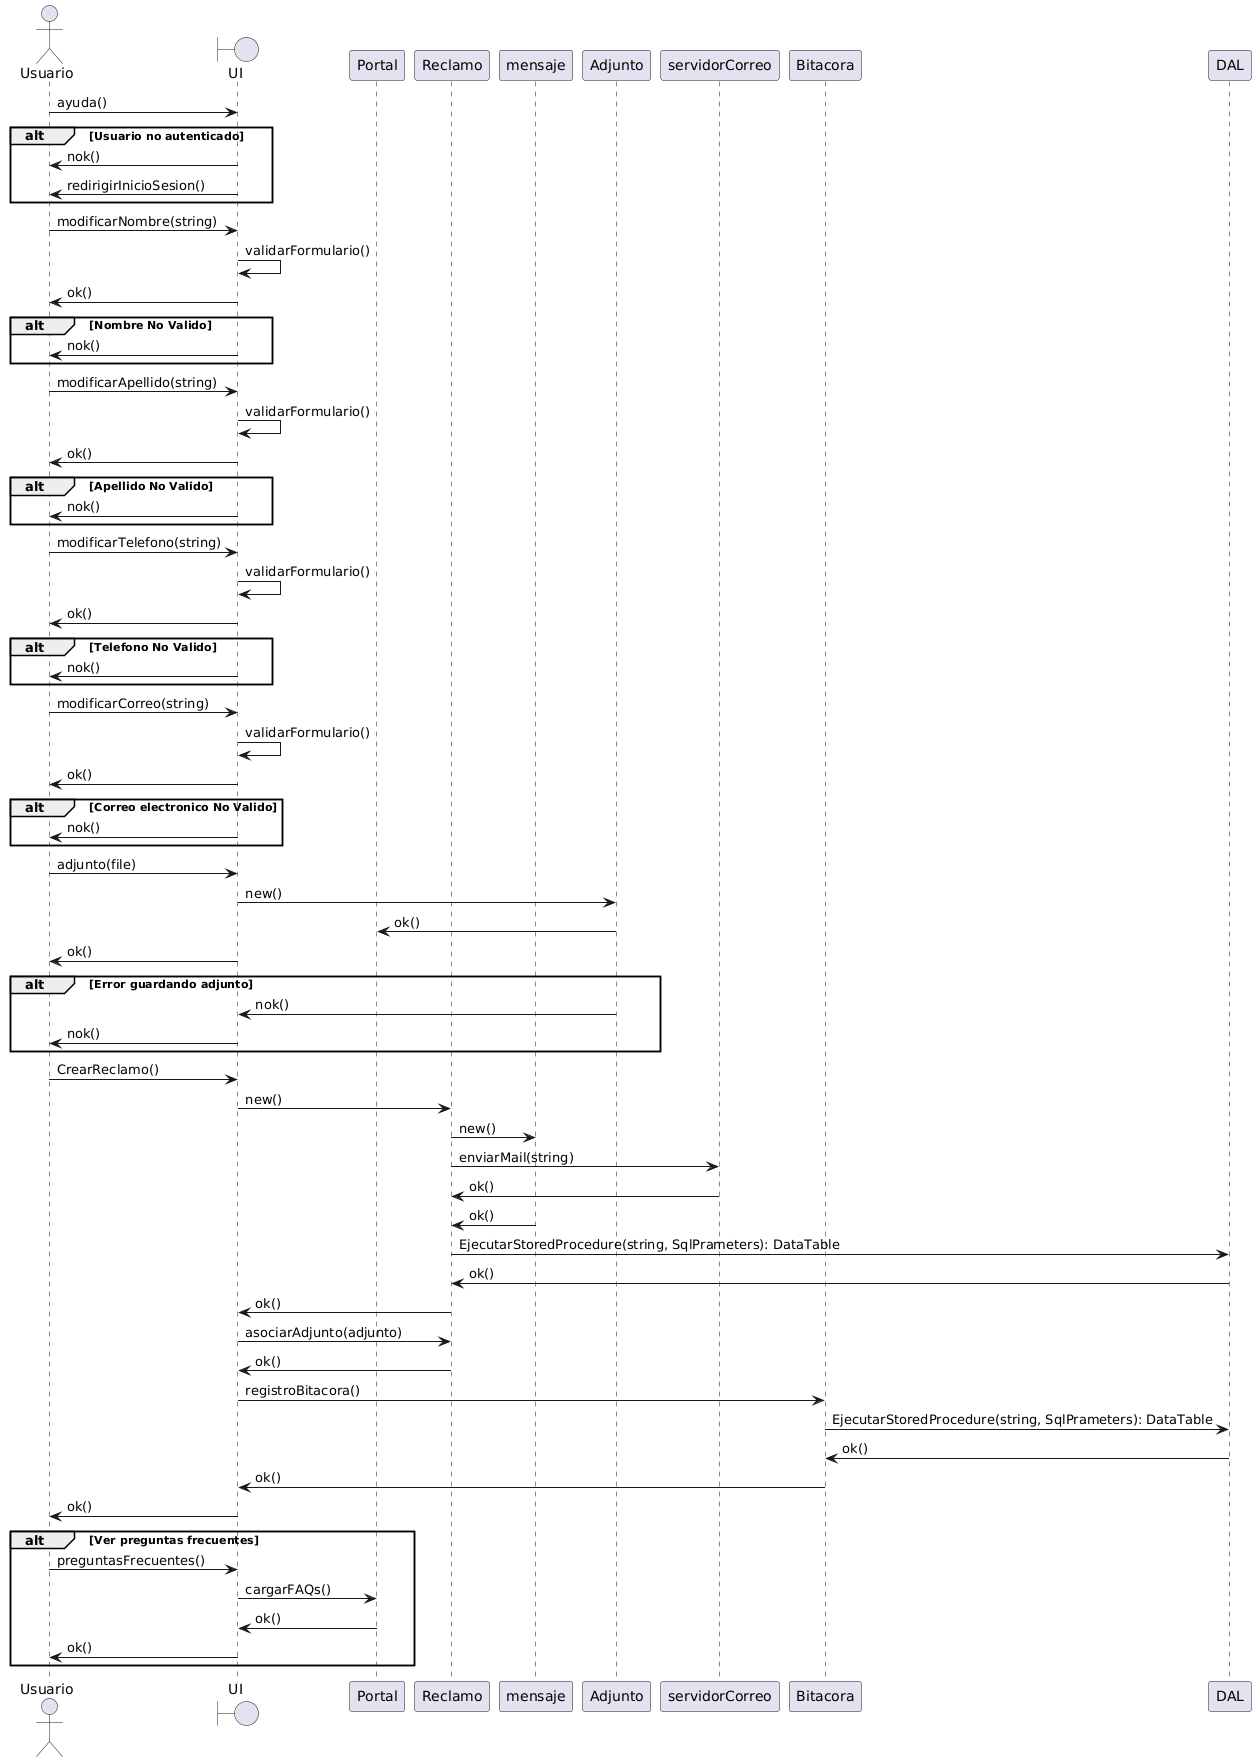 Usuario
UI
Portal
Reclamo
mensaje
Adjunto
servidorCorreo
Bitacora
DAL
ayuda()
alt [Usuario no autenticado]
nok()
redirigirInicioSesion()
modificarNombre(string)
validarFormulario()
ok()
alt [Nombre No Valido]
nok()
modificarApellido(string)
validarFormulario()
ok()
alt [Apellido No Valido]
nok()
modificarTelefono(string)
validarFormulario()
ok()
alt [Telefono No Valido]
nok()
modificarCorreo(string)
validarFormulario()
ok()
alt [Correo electronico No Valido]
nok()
adjunto(file)
new()
ok()
ok()
alt [Error guardando adjunto]
nok()
nok()
CrearReclamo()
new()
new()
enviarMail(string)
ok()
ok()
EjecutarStoredProcedure(string, SqlPrameters): DataTable
ok()
ok()
asociarAdjunto(adjunto)
ok()
registroBitacora()
EjecutarStoredProcedure(string, SqlPrameters): DataTable
ok()
ok()
ok()
alt [Ver preguntas frecuentes]
preguntasFrecuentes()
cargarFAQs()
ok()
ok()
Usuario
UI
Portal
Reclamo
mensaje
Adjunto
servidorCorreo
Bitacora
DAL